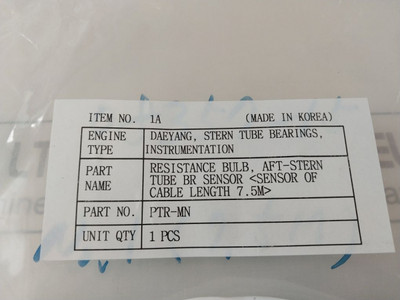 ITEM NO. 1A (MADE IN KOREA)
ENGINE TYPE DAEYANG, STERN TUBE BEARINGS, INSTRUMENTATION
PART NAME RESISTANCE BULB, AFT-STERN TUBE BR SENSOR <SENSOR OF CABLE LENGTH 7.5M>
PART NO. PTR-MN
UNIT QTY 1 PCS